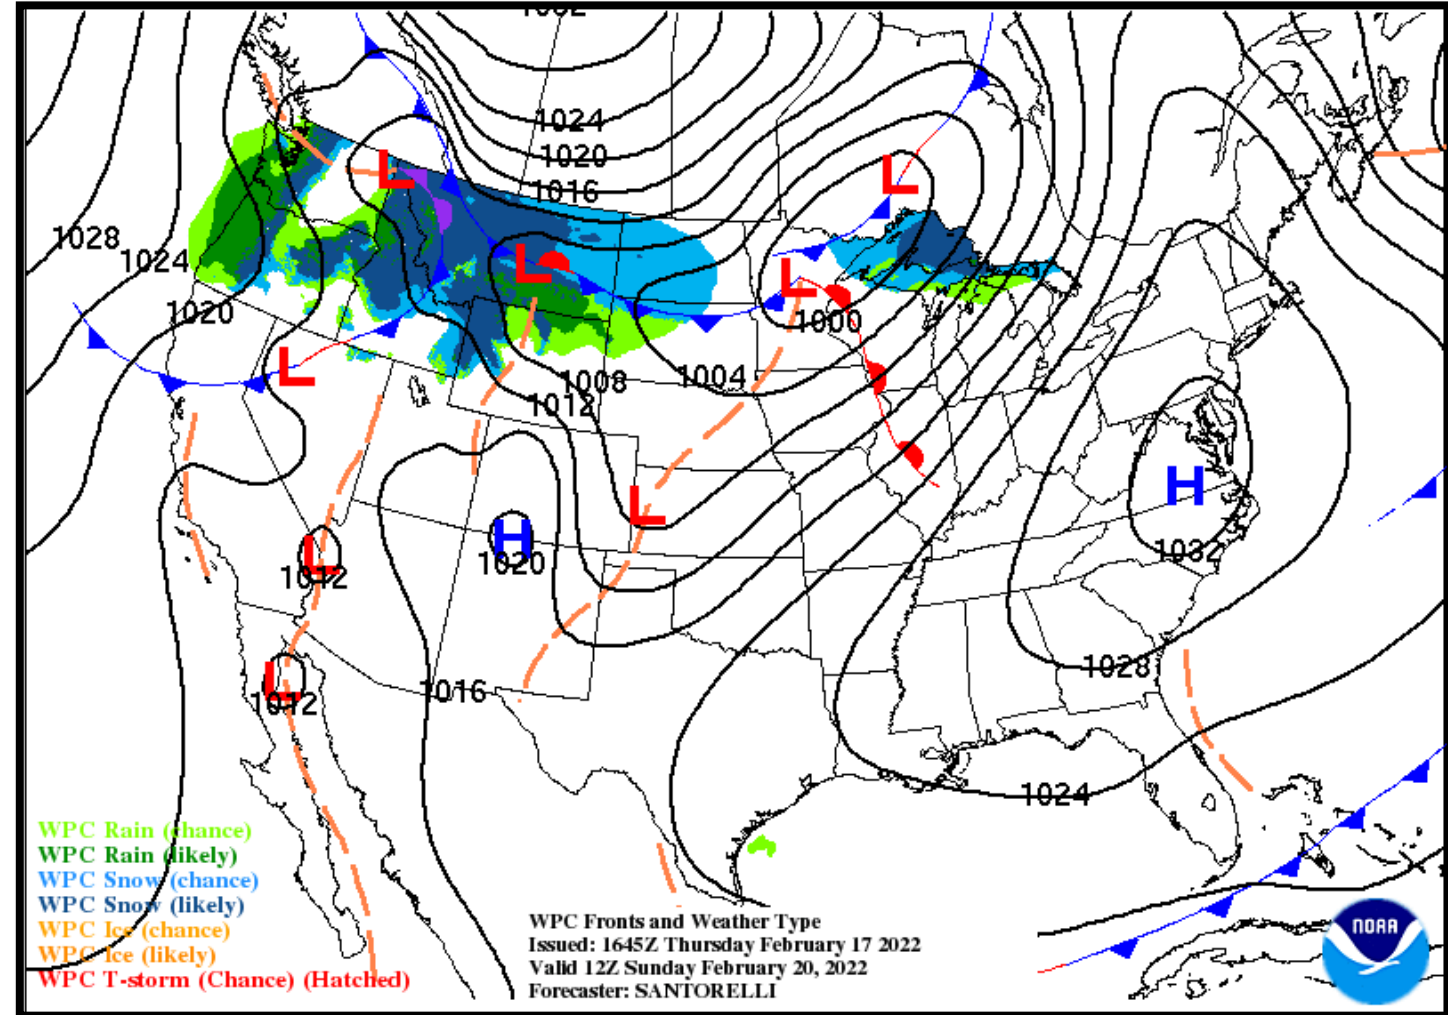 1024
1020
1016
L
L
1028
1024
L
L
1020
1000
L
1008
1004
1012
H
L
H
1020
1032
L
1012
1028
L
1016
1012
1024
WPC Rain (chance)
WPC Rain (likely)
WPC Snow (chance)
WPC Snow (likely)
WPC Ice (chance)
WPC Ice (likely)
WPC T-storm (Chance) (Hatched)
WPC Fronts and Weather Type
Issued: 1645Z Thursday February 17 2022
Valid 12Z Sunday February 20, 2022
Forecaster: SANTORELLI
NOAA